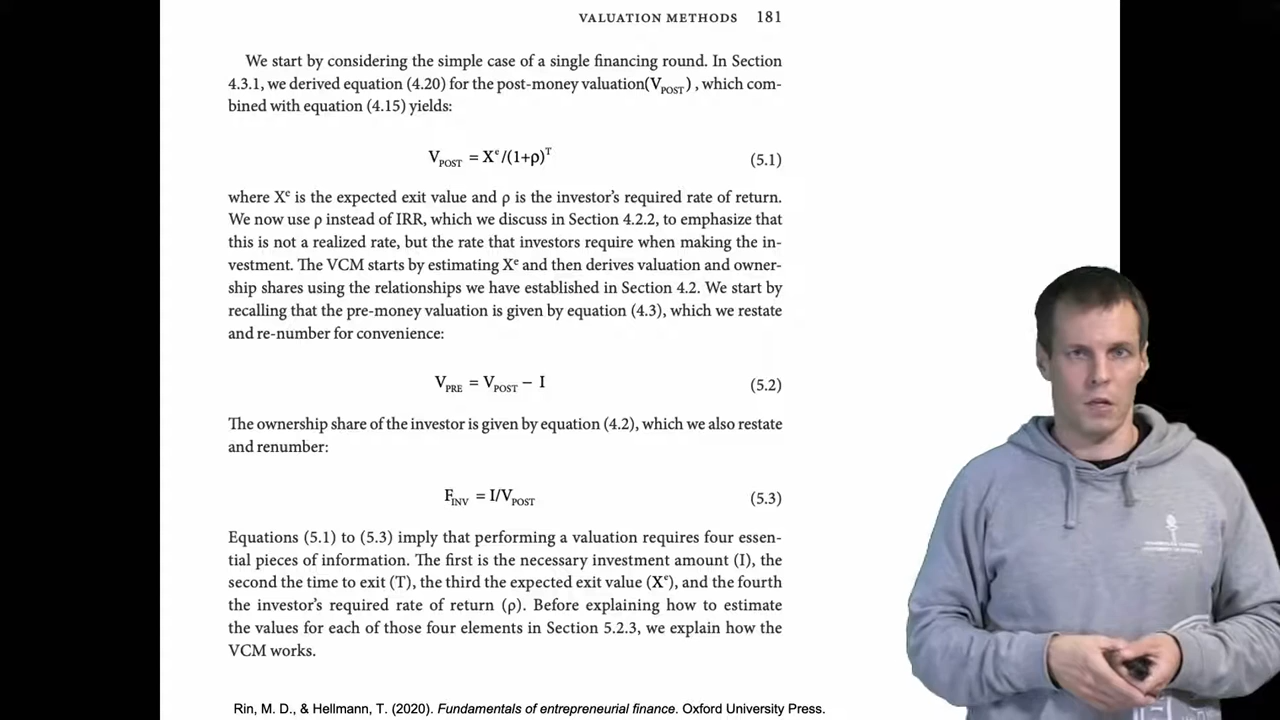 VALUATION METHODS 181
We start by considering the simple case of a single financing round. In Section
4.3.1, we derived equation (4.20) for the post-money valuation(V_POST) , which com-
bined with equation (4.15) yields:
V_POST = X^e/(1+ρ)^T (5.1)
where X^e is the expected exit value and ρ is the investor's required rate of return.
We now use ρ instead of IRR, which we discuss in Section 4.2.2, to emphasize that
this is not a realized rate, but the rate that investors require when making the in-
vestment. The VCM starts by estimating X^e and then derives valuation and owner-
ship shares using the relationships we have established in Section 4.2. We start by
recalling that the pre-money valuation is given by equation (4.3), which we restate
and re-number for convenience:
V_PRE = V_POST − I (5.2)
The ownership share of the investor is given by equation (4.2), which we also restate
and renumber:
F_INV = I/V_POST (5.3)
Equations (5.1) to (5.3) imply that performing a valuation requires four essen-
tial pieces of information. The first is the necessary investment amount (I), the
second the time to exit (T), the third the expected exit value (X^e), and the fourth
the investor's required rate of return (ρ). Before explaining how to estimate
the values for each of those four elements in Section 5.2.3, we explain how the
VCM works.
Rin, M. D., & Hellmann, T. (2020). Fundamentals of entrepreneurial finance. Oxford University Press.